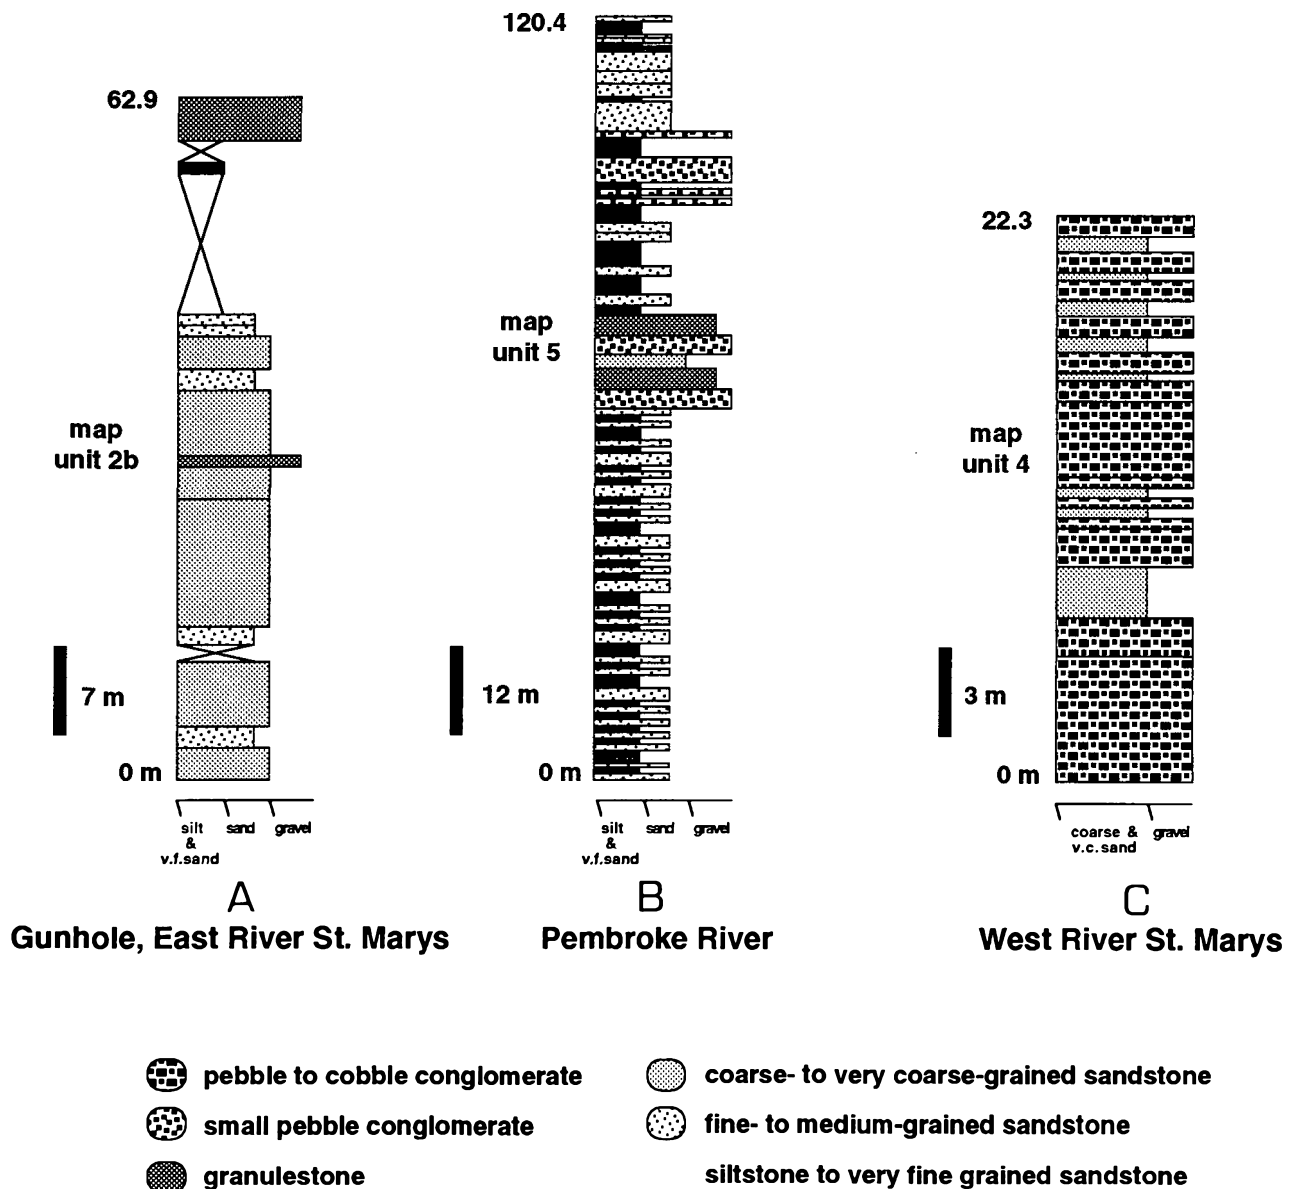 120.4
62.9
22.3
map
unit 5
map
unit 2b
map
unit 4
7 m
12 m
3 m
0 m
0 m
0 m
silt
&
v.f.sand
sand
gravel
silt
&
v.f.sand
sand
gravel
coarse &
v.c.sand
gravel
A
B
C
Gunhole, East River St. Marys
Pembroke River
West River St. Marys
pebble to cobble conglomerate
coarse- to very coarse-grained sandstone
small pebble conglomerate
fine- to medium-grained sandstone
granulestone
siltstone to very fine grained sandstone